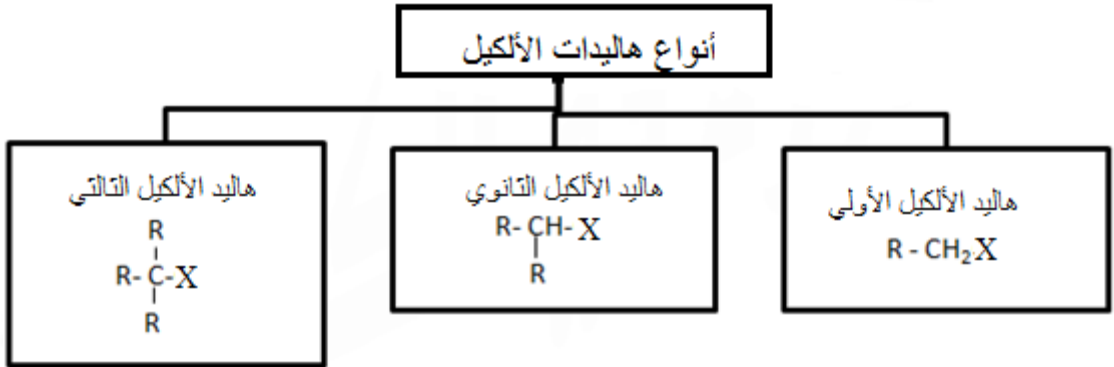 أنواع هاليدات الألكيل
هاليد الألكيل الأولي
R - CH₂X
هاليد الألكيل الثانوي
R- CH- X
R
هاليد الألكيل الثالثي
R
R- C-X
R